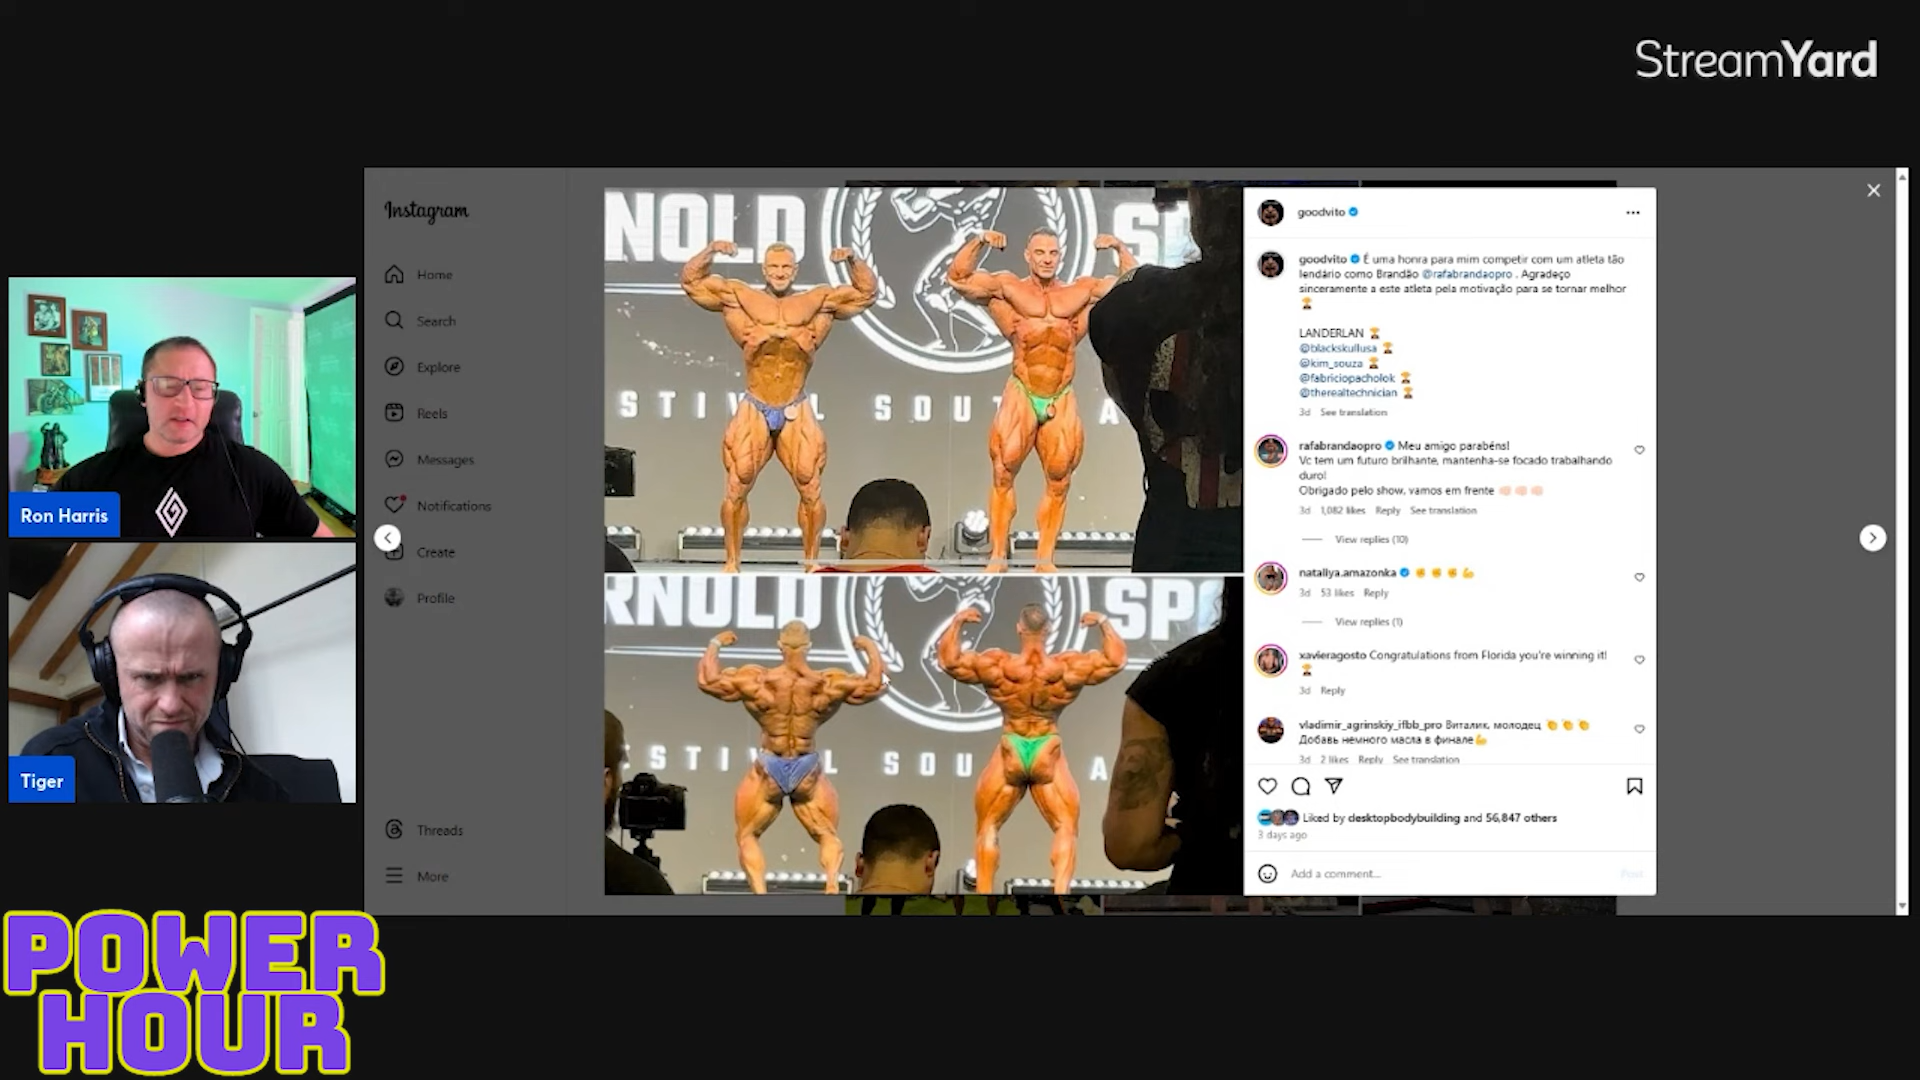 StreamYard
Instagram
Home
Search
Explore
Reels
Messages
Notifications
Create
Profile
Threads
More
Ron Harris
Tiger
POWER
HOUR
NOLD
SP
STIVAL SOU A
RNOLD
SPO
ESTI L SOU A
goodvito
goodvito É uma honra para mim competir com um atleta tão
lendário como Brandão @rafabrandaopro . Agradeço
sinceramente a este atleta pela motivação para se tornar melhor
🏆
LANDERLAN 🏆
@blackskullusa 🏆
@kim_souza 🏆
@fabriciopacholok 🏆
@therealtechnician 🏆
3d See translation
rafabrandaopro Meu amigo parabéns!
Vc tem um futuro brilhante, mantenha-se focado trabalhando
duro!
Obrigado pelo show, vamos em frente 👊🏻👊🏻👊🏻
3d 1,082 likes Reply See translation
View replies (10)
nataliya.amazonka ✊✊✊💪
3d 53 likes Reply
View replies (1)
xavieragosto Congratulations from Florida you're winning it!
🏆
3d Reply
vladimir_agrinskiy_ifbb_pro Виталик, молодец 👏👏👏
Добавь немного масла в финале💪
3d 2 likes Reply See translation
Liked by desktopbodybuilding and 56,847 others
3 days ago
Add a comment...
Post